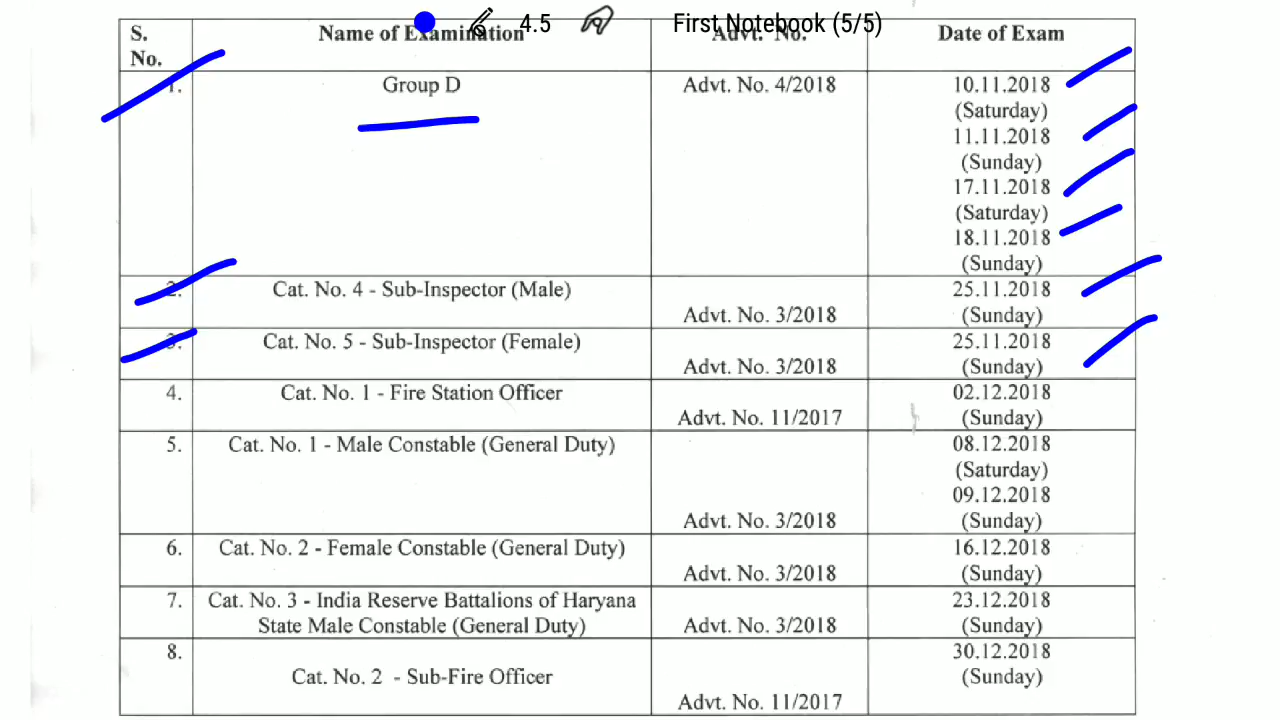 4.5 First Notebook (5/5)
S. No. Name of Examination Advt. No. Date of Exam
1. Group D Advt. No. 4/2018 10.11.2018
(Saturday)
11.11.2018
(Sunday)
17.11.2018
(Saturday)
18.11.2018
(Sunday)
2. Cat. No. 4 - Sub-Inspector (Male) 25.11.2018
Advt. No. 3/2018 (Sunday)
3. Cat. No. 5 - Sub-Inspector (Female) 25.11.2018
Advt. No. 3/2018 (Sunday)
4. Cat. No. 1 - Fire Station Officer 02.12.2018
Advt. No. 11/2017 (Sunday)
5. Cat. No. 1 - Male Constable (General Duty) 08.12.2018
(Saturday)
09.12.2018
Advt. No. 3/2018 (Sunday)
6. Cat. No. 2 - Female Constable (General Duty) 16.12.2018
Advt. No. 3/2018 (Sunday)
7. Cat. No. 3 - India Reserve Battalions of Haryana 23.12.2018
State Male Constable (General Duty) Advt. No. 3/2018 (Sunday)
8. 30.12.2018
Cat. No. 2 - Sub-Fire Officer (Sunday)
Advt. No. 11/2017